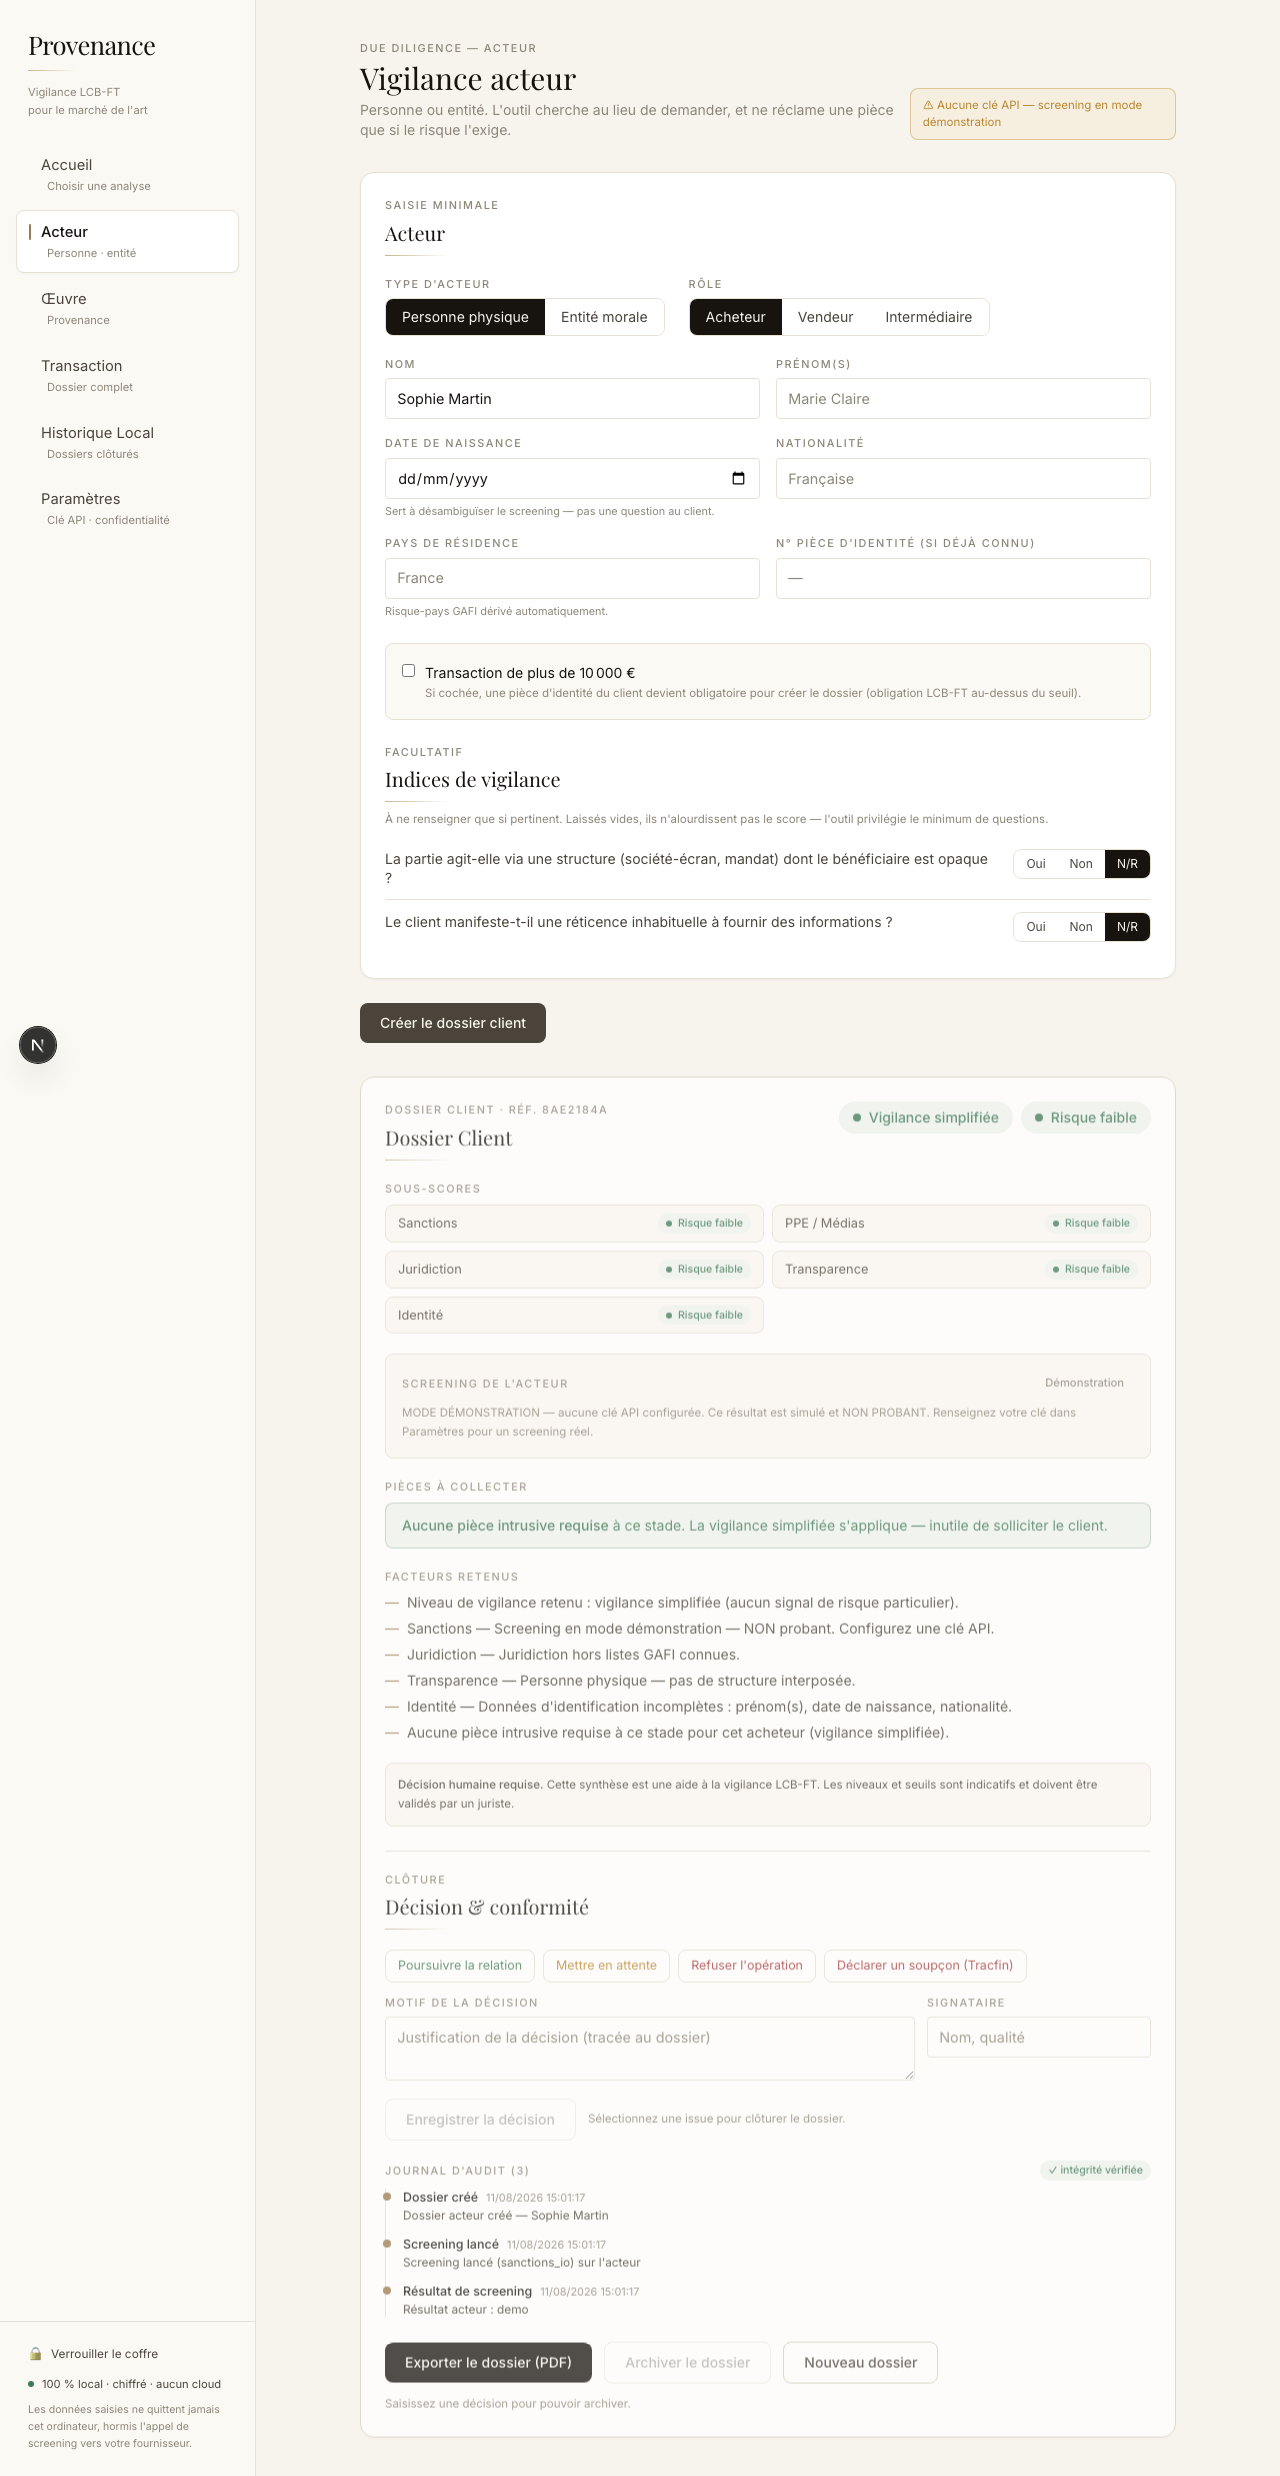 Provenance
Vigilance LCB-FT
pour le marché de l'art
Accueil
Choisir une analyse
Acteur
Personne · entité
Œuvre
Provenance
Transaction
Dossier complet
Historique Local
Dossiers clôturés
Paramètres
Clé API · confidentialité
N
🔒 Verrouiller le coffre
100 % local · chiffré · aucun cloud
Les données saisies ne quittent jamais
cet ordinateur, hormis l'appel de
screening vers votre fournisseur.
DUE DILIGENCE — ACTEUR
Vigilance acteur
Personne ou entité. L'outil cherche au lieu de demander, et ne réclame une pièce
que si le risque l'exige.
⚠ Aucune clé API — screening en mode
démonstration
SAISIE MINIMALE
Acteur
TYPE D'ACTEUR RÔLE
Personne physique Entité morale Acheteur Vendeur Intermédiaire
NOM PRÉNOM(S)
Sophie Martin Marie Claire
DATE DE NAISSANCE NATIONALITÉ
dd/mm/yyyy Française
Sert à désambiguïser le screening — pas une question au client.
PAYS DE RÉSIDENCE N° PIÈCE D'IDENTITÉ (SI DÉJÀ CONNU)
France —
Risque-pays GAFI dérivé automatiquement.
Transaction de plus de 10 000 €
Si cochée, une pièce d'identité du client devient obligatoire pour créer le dossier (obligation LCB-FT au-dessus du seuil).
FACULTATIF
Indices de vigilance
À ne renseigner que si pertinent. Laissés vides, ils n'alourdissent pas le score — l'outil privilégie le minimum de questions.
La partie agit-elle via une structure (société-écran, mandat) dont le bénéficiaire est opaque
?
Oui Non N/R
Le client manifeste-t-il une réticence inhabituelle à fournir des informations ?
Oui Non N/R
Créer le dossier client
DOSSIER CLIENT · RÉF. 8AE2184A
Dossier Client
Vigilance simplifiée Risque faible
SOUS-SCORES
Sanctions Risque faible PPE / Médias Risque faible
Juridiction Risque faible Transparence Risque faible
Identité Risque faible
SCREENING DE L'ACTEUR Démonstration
MODE DÉMONSTRATION — aucune clé API configurée. Ce résultat est simulé et NON PROBANT. Renseignez votre clé dans
Paramètres pour un screening réel.
PIÈCES À COLLECTER
Aucune pièce intrusive requise à ce stade. La vigilance simplifiée s'applique — inutile de solliciter le client.
FACTEURS RETENUS
— Niveau de vigilance retenu : vigilance simplifiée (aucun signal de risque particulier).
— Sanctions — Screening en mode démonstration — NON probant. Configurez une clé API.
— Juridiction — Juridiction hors listes GAFI connues.
— Transparence — Personne physique — pas de structure interposée.
— Identité — Données d'identification incomplètes : prénom(s), date de naissance, nationalité.
— Aucune pièce intrusive requise à ce stade pour cet acheteur (vigilance simplifiée).
Décision humaine requise. Cette synthèse est une aide à la vigilance LCB-FT. Les niveaux et seuils sont indicatifs et doivent être
validés par un juriste.
CLÔTURE
Décision & conformité
Poursuivre la relation Mettre en attente Refuser l'opération Déclarer un soupçon (Tracfin)
MOTIF DE LA DÉCISION SIGNATAIRE
Justification de la décision (tracée au dossier) Nom, qualité
Enregistrer la décision Sélectionnez une issue pour clôturer le dossier.
JOURNAL D'AUDIT (3) ✓ intégrité vérifiée
Dossier créé 11/08/2026 15:01:17
Dossier acteur créé — Sophie Martin
Screening lancé 11/08/2026 15:01:17
Screening lancé (sanctions_io) sur l'acteur
Résultat de screening 11/08/2026 15:01:17
Résultat acteur : demo
Exporter le dossier (PDF) Archiver le dossier Nouveau dossier
Saisissez une décision pour pouvoir archiver.